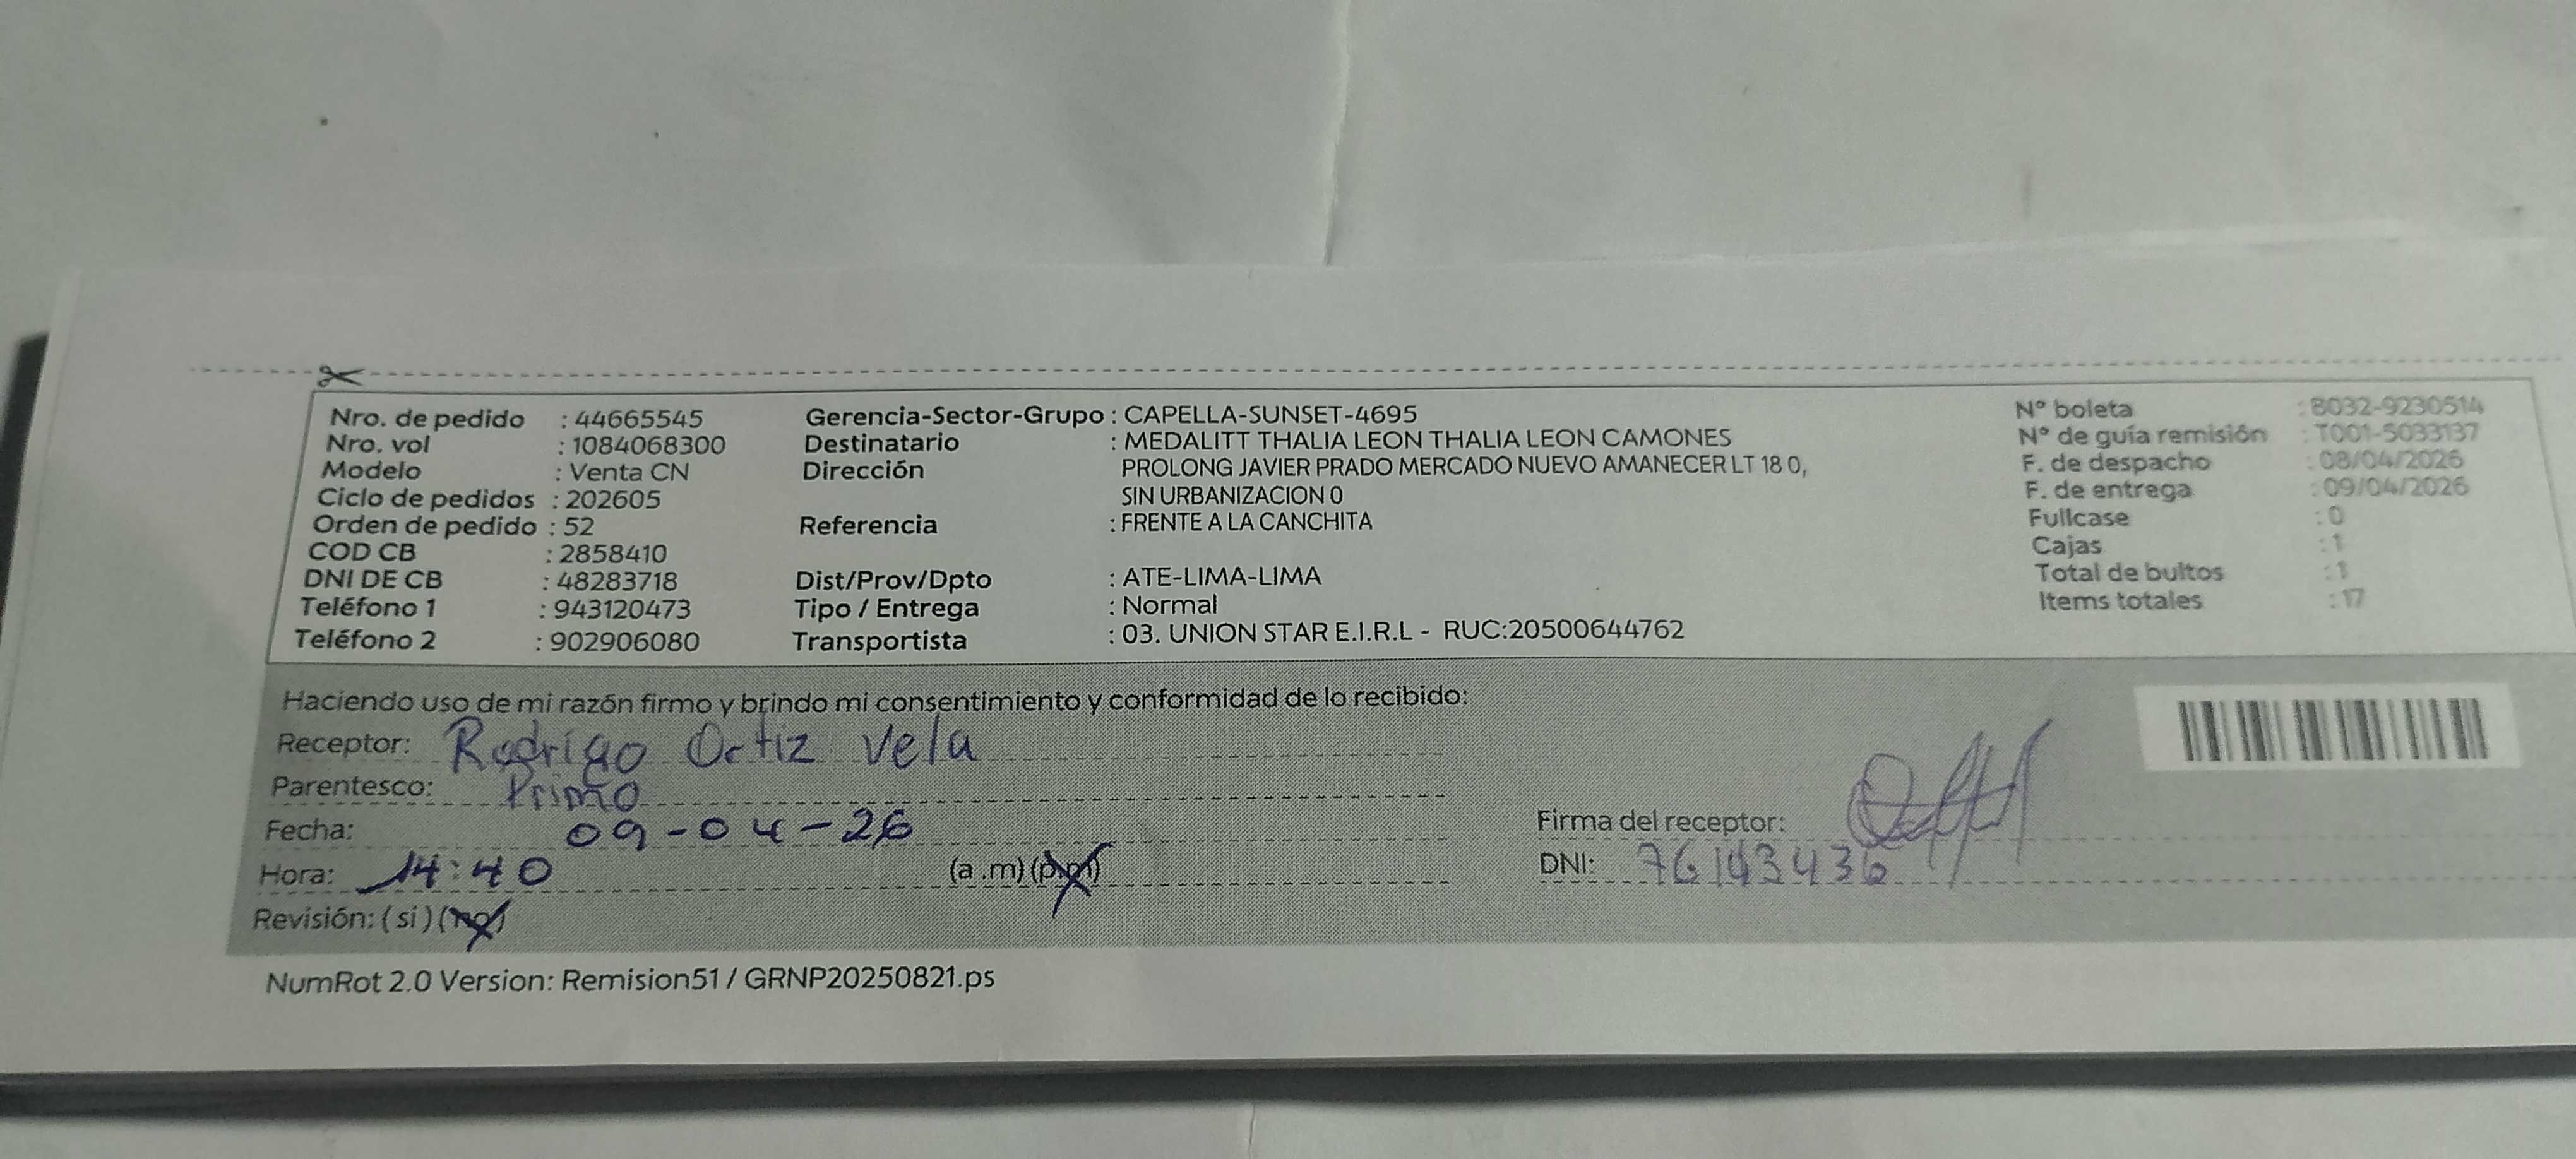 Nro. de pedido : 44665545
Nro. vol : 1084068300
Modelo : Venta CN
Ciclo de pedidos : 202605
Orden de pedido : 52
COD CB : 2858410
DNI DE CB : 48283718
Teléfono 1 : 943120473
Teléfono 2 : 902906080
Gerencia-Sector-Grupo : CAPELLA-SUNSET-4695
Destinatario : MEDALITT THALIA LEON THALIA LEON CAMONES
Dirección PROLONG JAVIER PRADO MERCADO NUEVO AMANECER LT 18 0,
SIN URBANIZACION 0
Referencia : FRENTE A LA CANCHITA
Dist/Prov/Dpto : ATE-LIMA-LIMA
Tipo / Entrega : Normal
Transportista : 03. UNION STAR E.I.R.L - RUC:20500644762
N° boleta : B032-9230514
N° de guía remisión : T001-5033137
F. de despacho : 08/04/2026
F. de entrega : 09/04/2026
Fullcase : 0
Cajas : 1
Total de bultos : 1
Items totales : 17
Haciendo uso de mi razón firmo y brindo mi consentimiento y conformidad de lo recibido:
Receptor: Rodrigo Ortiz Vela
Parentesco: Primo
Fecha: 09-04-26
Hora: 14:40 (a.m) (p.m)
Revisión: (si) (no)
Firma del receptor:
DNI: 76143436
NumRot 2.0 Version: Remision51 / GRNP20250821.ps